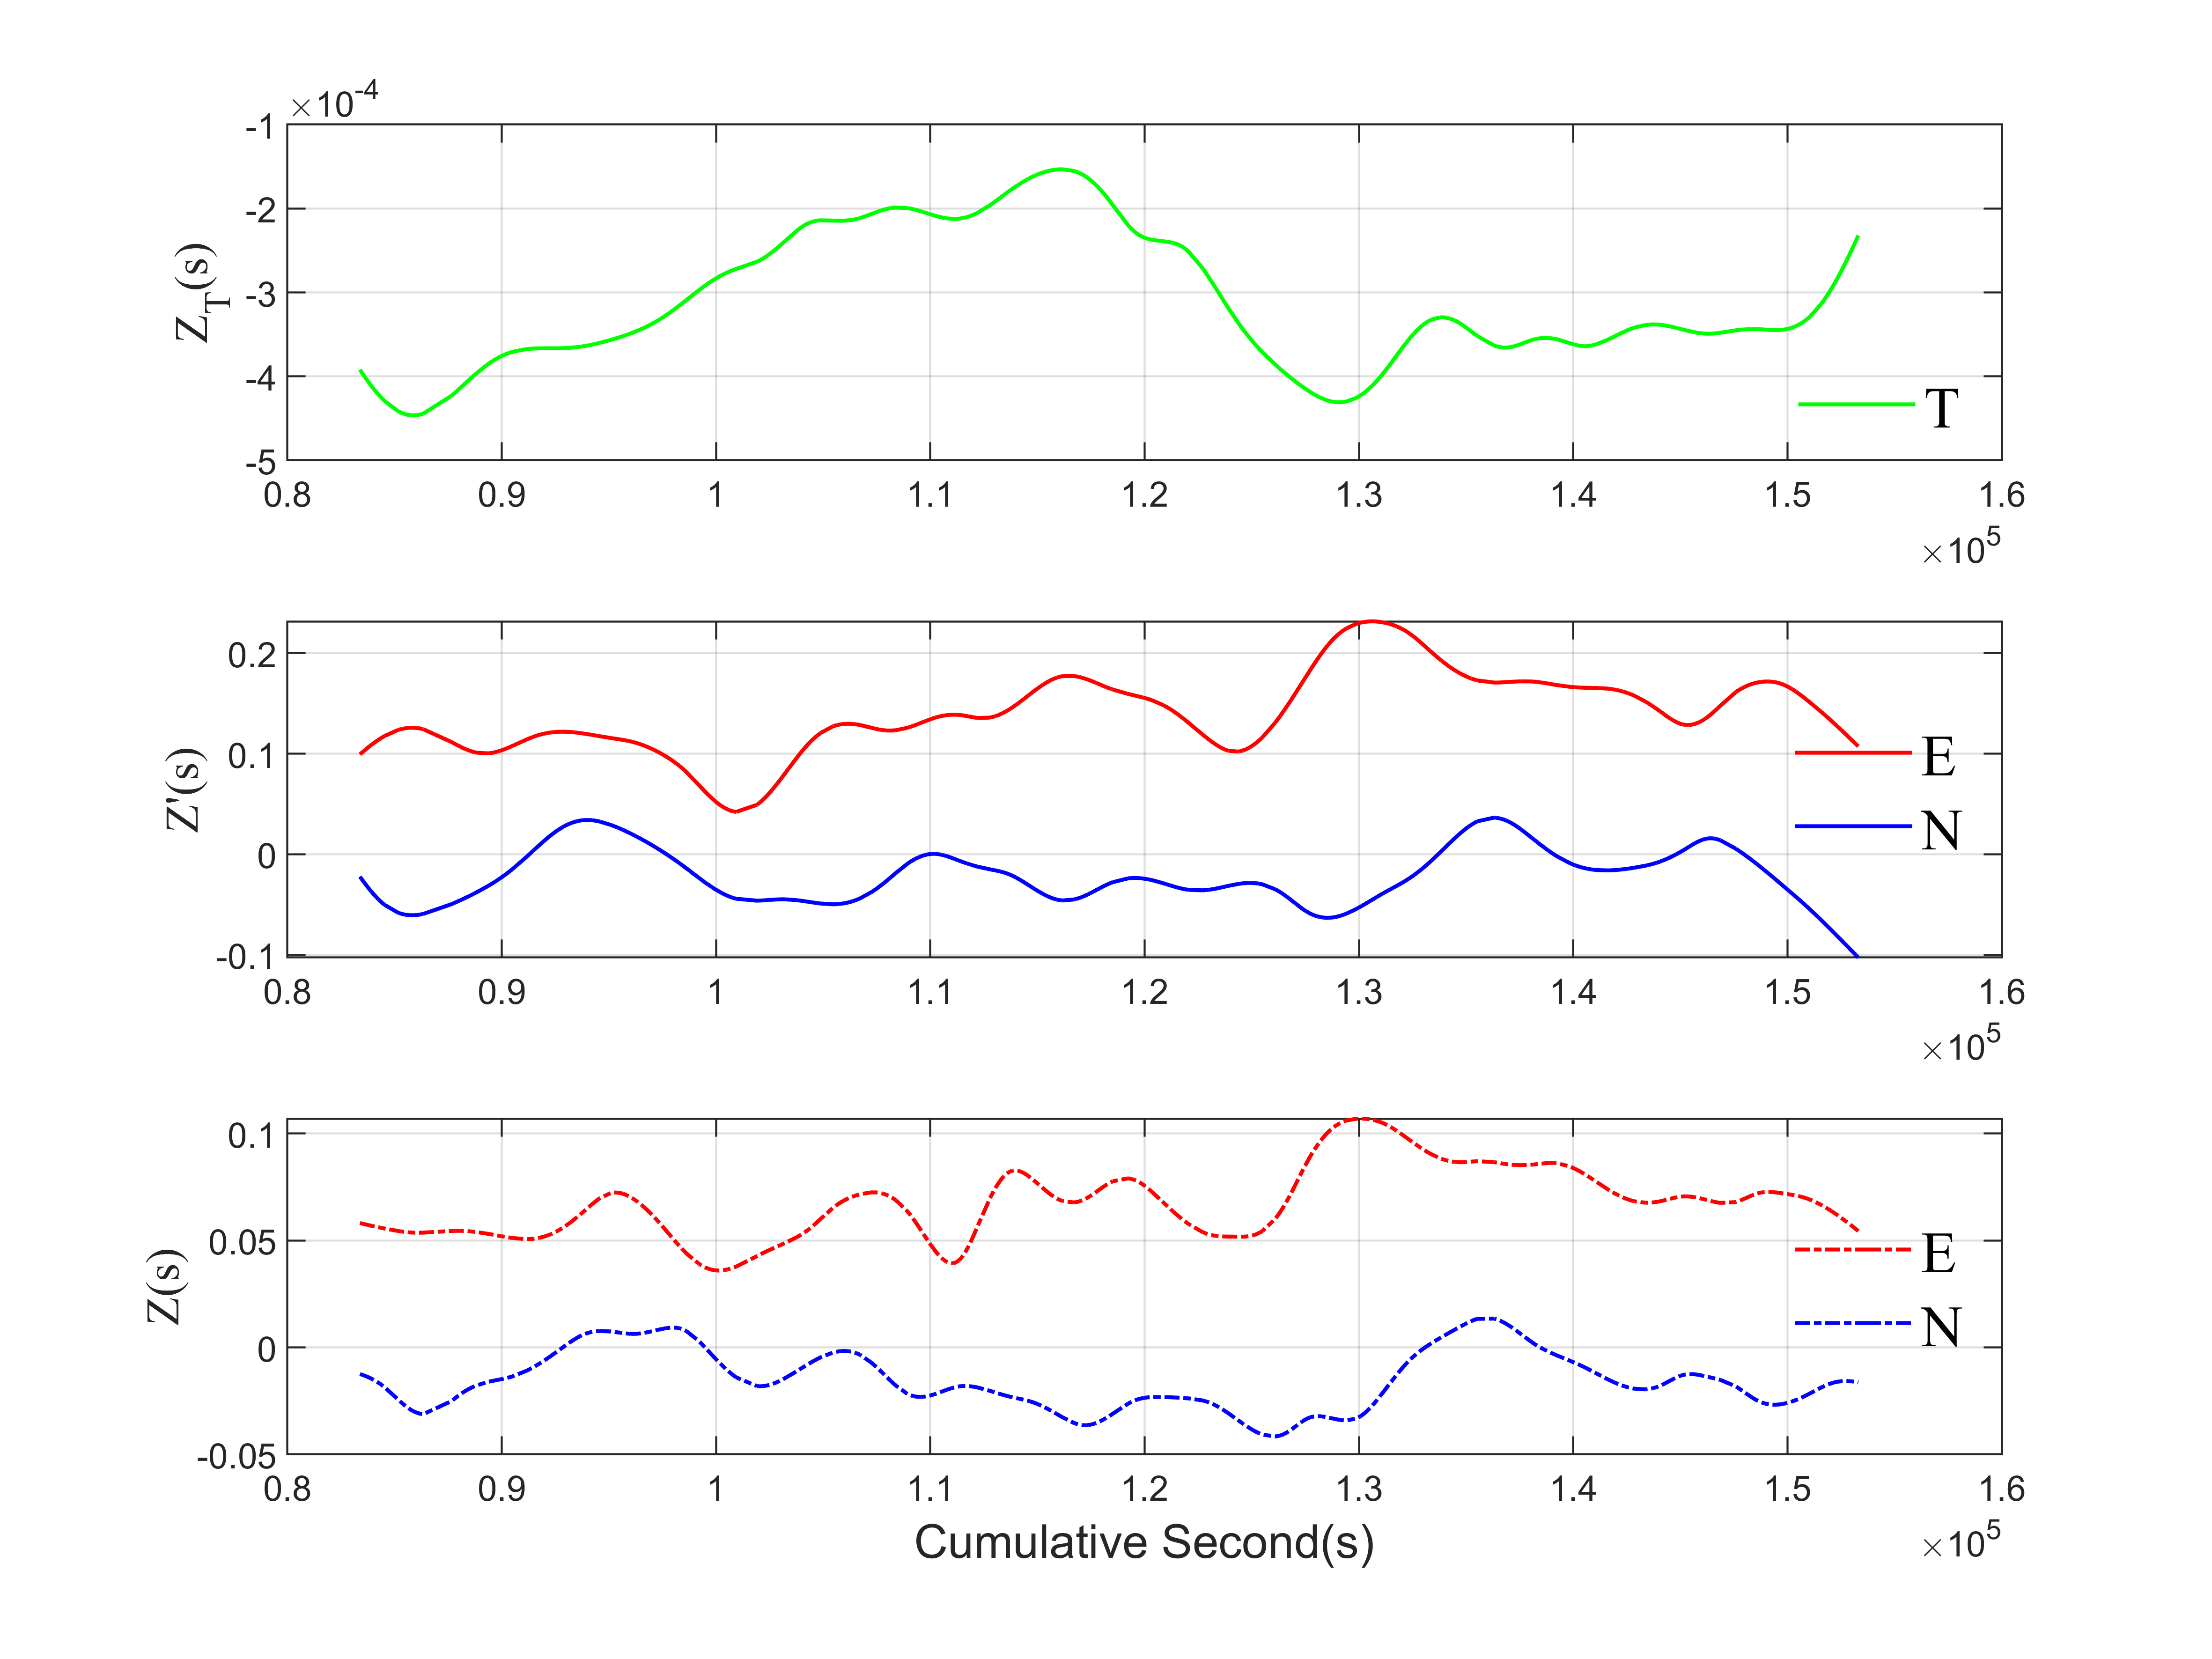 ×10^-4
-1
-2
-3
-4
-5
Z_T(s)
T
0.8 0.9 1 1.1 1.2 1.3 1.4 1.5 1.6
×10^5
0.2
0.1
0
-0.1
Z'(s)
E
N
0.8 0.9 1 1.1 1.2 1.3 1.4 1.5 1.6
×10^5
0.1
0.05
0
-0.05
Z(s)
E
N
0.8 0.9 1 1.1 1.2 1.3 1.4 1.5 1.6
Cumulative Second(s)
×10^5